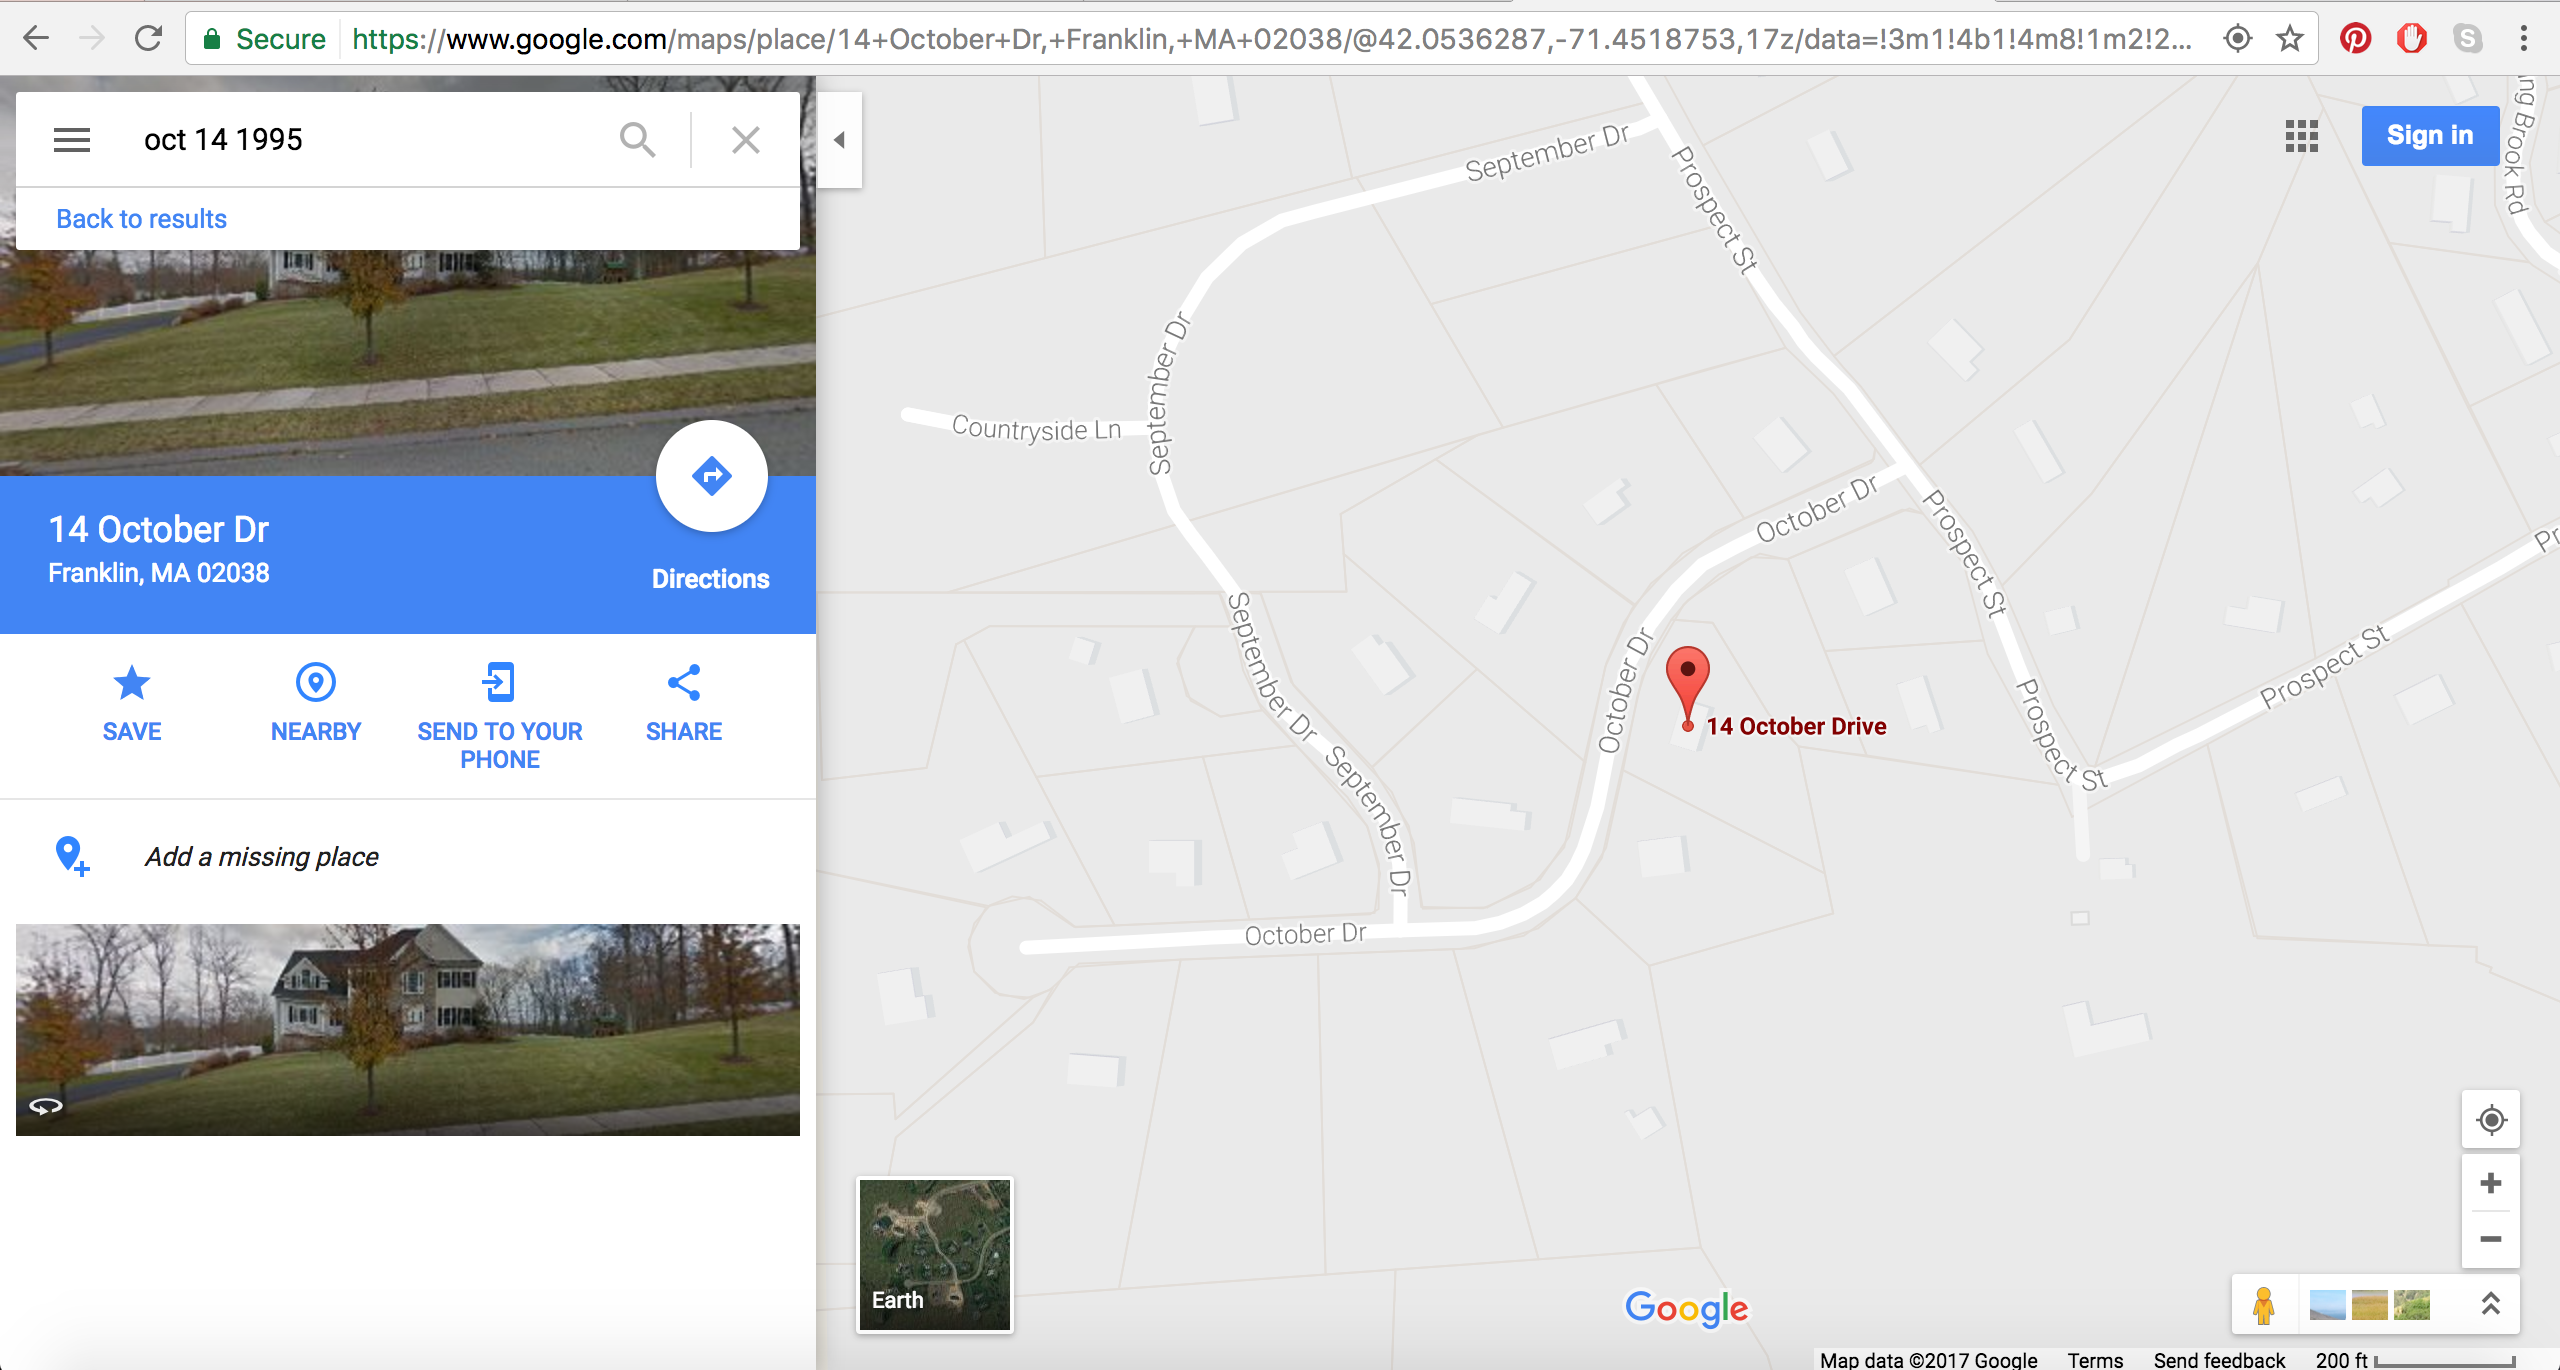 Secure https://www.google.com/maps/place/14+October+Dr,+Franklin,+MA+02038/@42.0536287,-71.4518753,17z/data=!3m1!4b1!4m8!1m2!2...
oct 14 1995
Back to results
14 October Dr
Franklin, MA 02038
Directions
SAVE
NEARBY
SEND TO YOUR
PHONE
SHARE
Add a missing place
Sign in
September Dr
Prospect St
Brook Rd
September Dr
Countryside Ln
October Dr
Prospect St
September Dr
October Dr
14 October Drive
Prospect St
Prospect St
September Dr
October Dr
Earth
Google
Map data ©2017 Google
Terms
Send feedback
200 ft